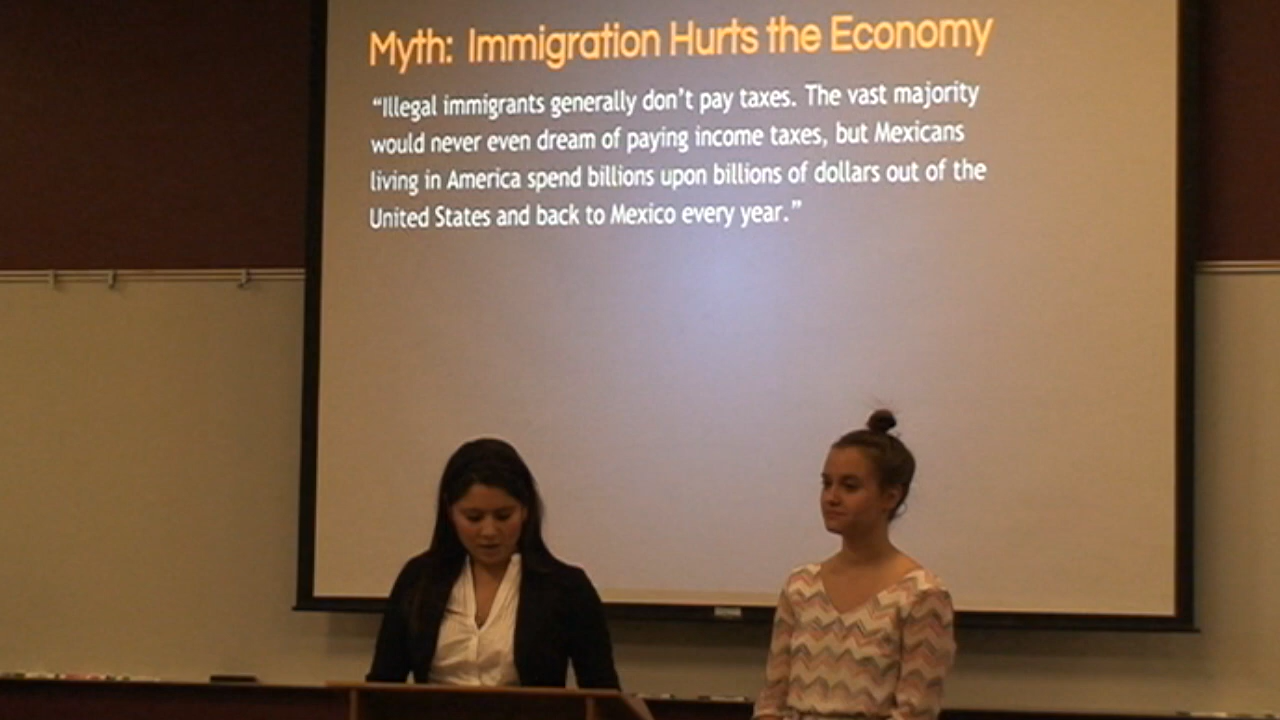 Myth: Immigration Hurts the Economy
“Illegal immigrants generally don’t pay taxes. The vast majority
would never even dream of paying income taxes, but Mexicans
living in America spend billions upon billions of dollars out of the
United States and back to Mexico every year.”